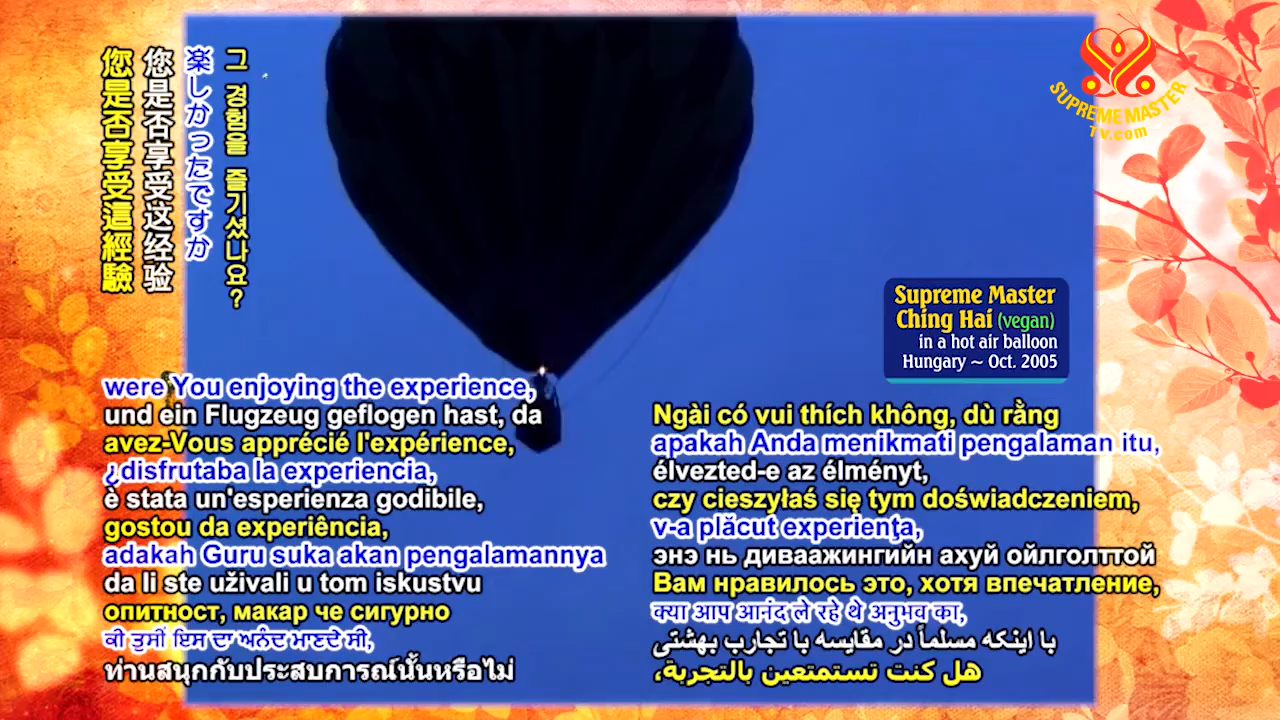 您是否享受這經驗
您是否享受这经验
楽しかったですか
그 경험을 즐기셨나요?
SUPREME MASTER
TV.com
Supreme Master
Ching Hai (vegan)
in a hot air balloon
Hungary ~ Oct. 2005
were You enjoying the experience,
und ein Flugzeug geflogen hast, da
avez-Vous apprécié l'expérience,
¿disfrutaba la experiencia,
è stata un'esperienza godibile,
gostou da experiência,
adakah Guru suka akan pengalamannya
da li ste uživali u tom iskustvu
опитност, макар че сигурно
ਕੀ ਤੁਸੀਂ ਇਸ ਦਾ ਅਨੰਦ ਮਾਣਦੇ ਸੀ,
ท่านสนุกกับประสบการณ์นั้นหรือไม่
Ngài có vui thích không, dù rằng
apakah Anda menikmati pengalaman itu,
élvezted-e az élményt,
czy cieszyłaś się tym doświadczeniem,
v-a plăcut experienţa,
энэ нь диваажингийн ахуй ойлголттой
Вам нравилось это, хотя впечатление,
क्या आप आनंद ले रहे थे अनुभव का,
با اینکه مسلماً در مقایسه با تجارب بهشتی
هل كنت تستمتعين بالتجربة،